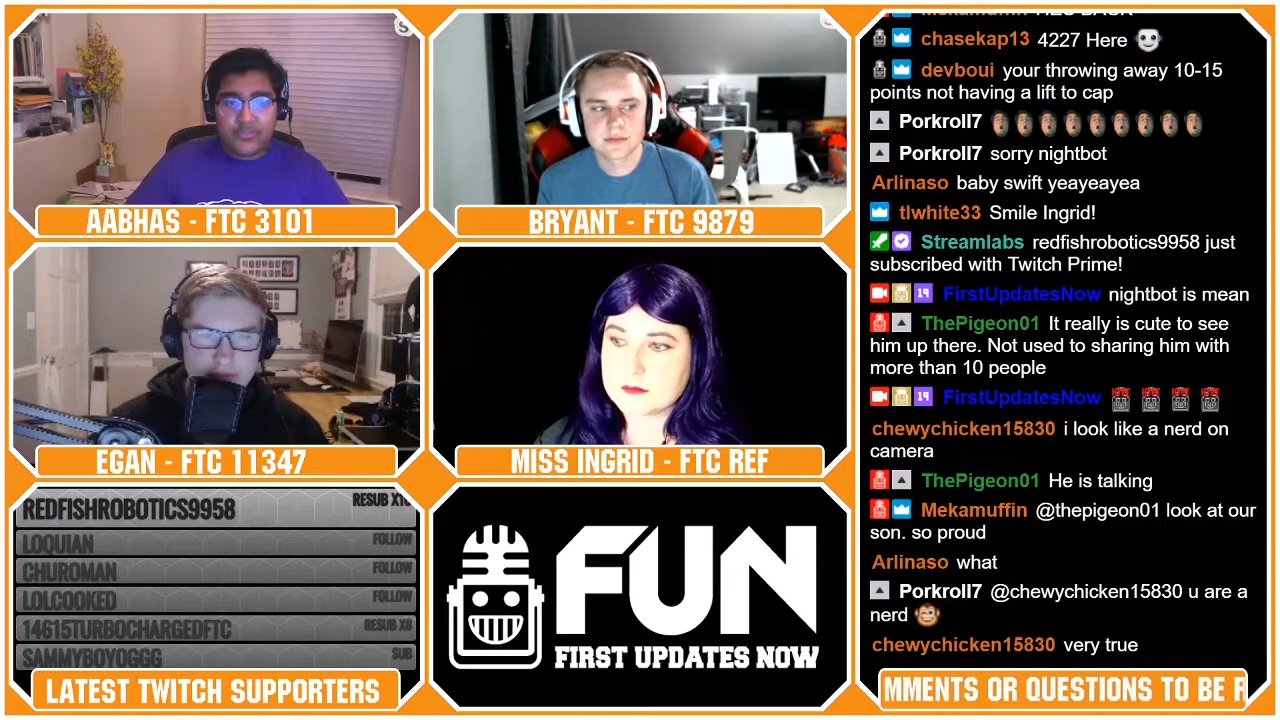 AABHAS - FTC 3101
BRYANT - FTC 9879
EGAN - FTC 11347
MISS INGRID - FTC REF
REDFISHROBOTICS9958
LOQUIAN FOLLOW
CHUROMAN FOLLOW
LOLCOOKED FOLLOW
14615TURBOCHARGEDFTC RESUB X8
SAMMYBOYOGGG SUB
LATEST TWITCH SUPPORTERS
FUN
FIRST UPDATES NOW
chasekap13 4227 Here
devboui your throwing away 10-15
points not having a lift to cap
Porkroll7
Porkroll7 sorry nightbot
Arlinaso baby swift yeayeayea
tlwhite33 Smile Ingrid!
Streamlabs redfishrobotics9958 just
subscribed with Twitch Prime!
FirstUpdatesNow nightbot is mean
ThePigeon01 It really is cute to see
him up there. Not used to sharing him with
more than 10 people
FirstUpdatesNow
chewychicken15830 i look like a nerd on
camera
ThePigeon01 He is talking
Mekamuffin @thepigeon01 look at our
son. so proud
Arlinaso what
Porkroll7 @chewychicken15830 u are a
nerd
chewychicken15830 very true
MMENTS OR QUESTIONS TO BE